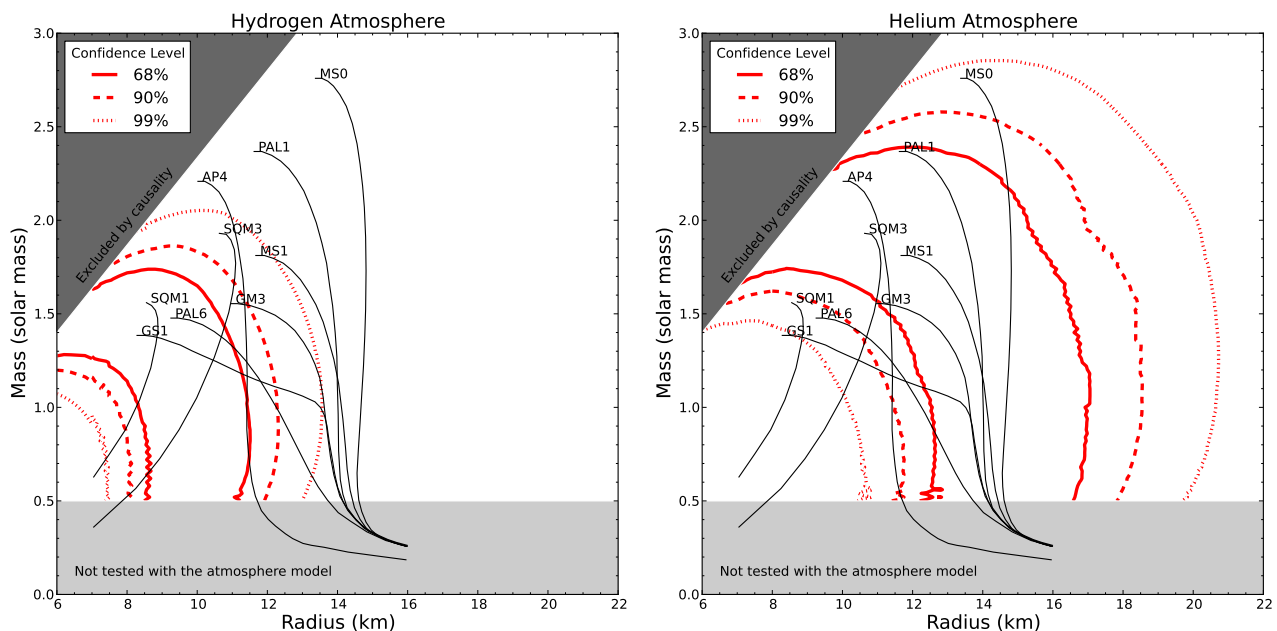 Hydrogen Atmosphere
3.0
2.5
2.0
1.5
1.0
0.5
0.0
Mass (solar mass)
Confidence Level
68%
90%
99%
Excluded by causality
MS0
PAL1
AP4
SQM3
MS1
SQM1
GM3
PAL6
GS1
Not tested with the atmosphere model
6 8 10 12 14 16 18 20 22
Radius (km)
Helium Atmosphere
3.0
2.5
2.0
1.5
1.0
0.5
0.0
Mass (solar mass)
Confidence Level
68%
90%
99%
Excluded by causality
MS0
PAL1
AP4
SQM3
MS1
SQM1
GM3
PAL6
GS1
Not tested with the atmosphere model
6 8 10 12 14 16 18 20 22
Radius (km)